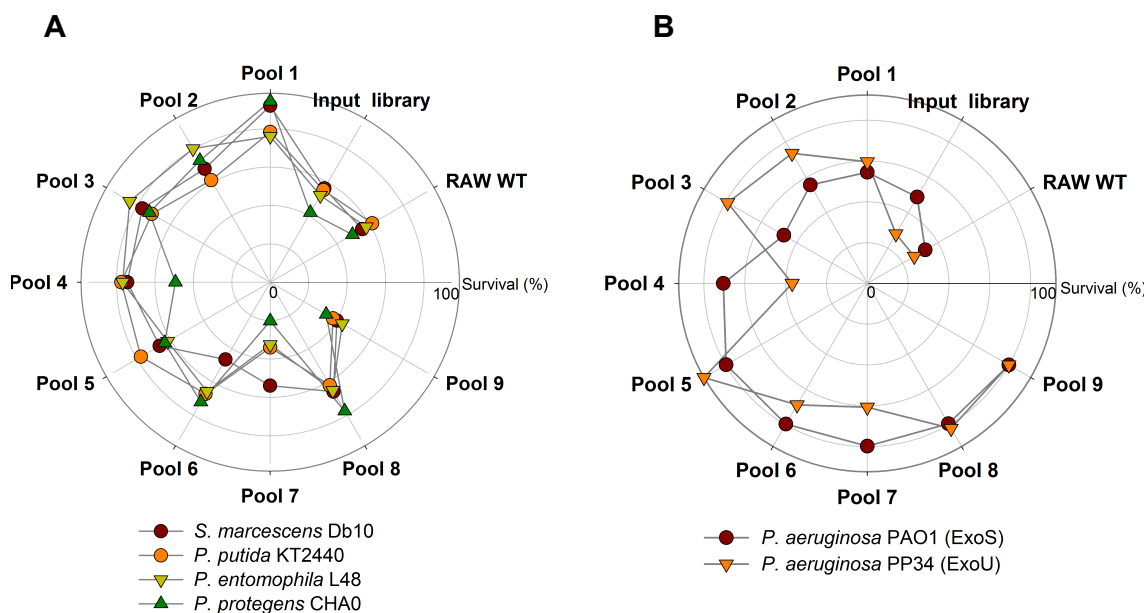 A
Pool 1
Pool 2
Input library
Pool 3
RAW WT
Pool 4
0
100
Survival (%)
Pool 5
Pool 9
Pool 6
Pool 8
Pool 7
S. marcescens Db10
P. putida KT2440
P. entomophila L48
P. protegens CHA0
B
Pool 1
Pool 2
Input library
Pool 3
RAW WT
Pool 4
0
100
Survival (%)
Pool 5
Pool 9
Pool 6
Pool 8
Pool 7
P. aeruginosa PAO1 (ExoS)
P. aeruginosa PP34 (ExoU)